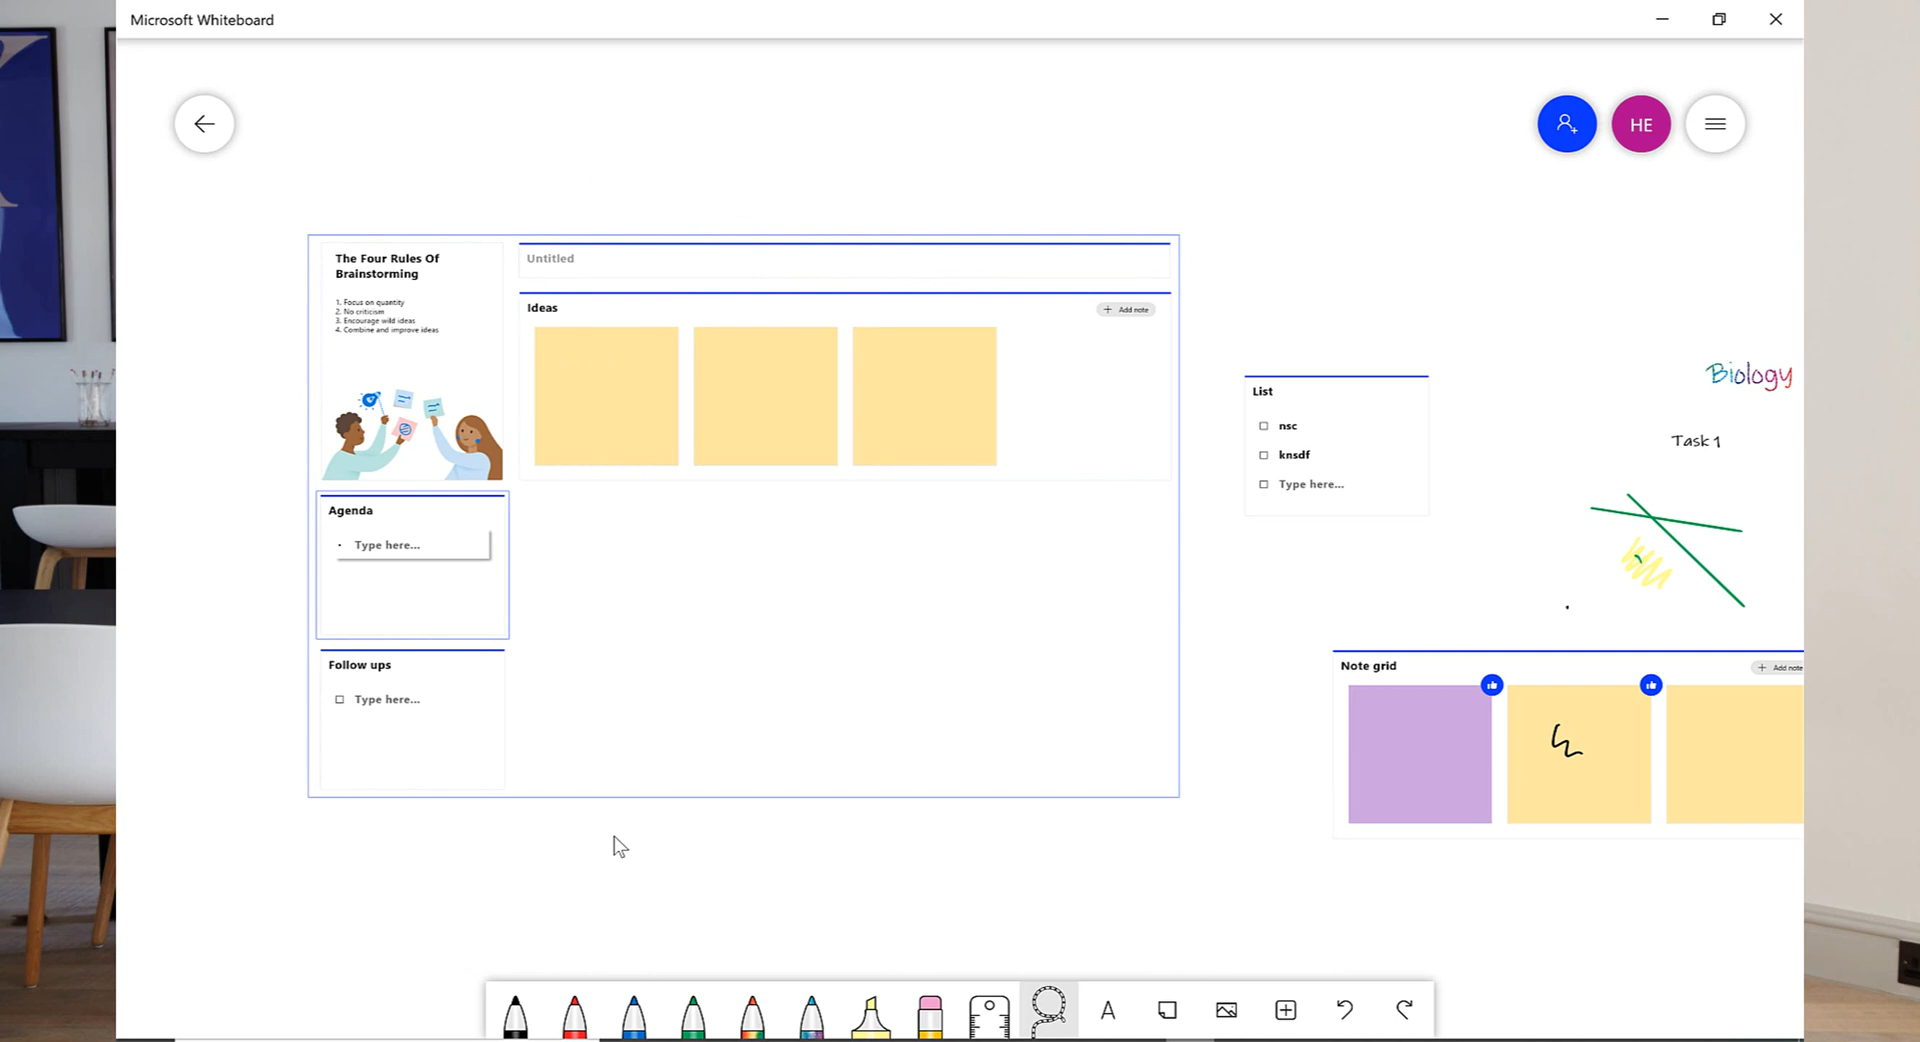 Microsoft Whiteboard
HE
The Four Rules Of
Brainstorming
1. Focus on quantity
2. No criticism
3. Encourage wild ideas
4. Combine and improve ideas
Untitled
Ideas
+ Add note
List
nsc
knsdf
Type here...
Biology
Task 1
Agenda
· Type here...
Follow ups
Type here...
Note grid
+ Add note
A